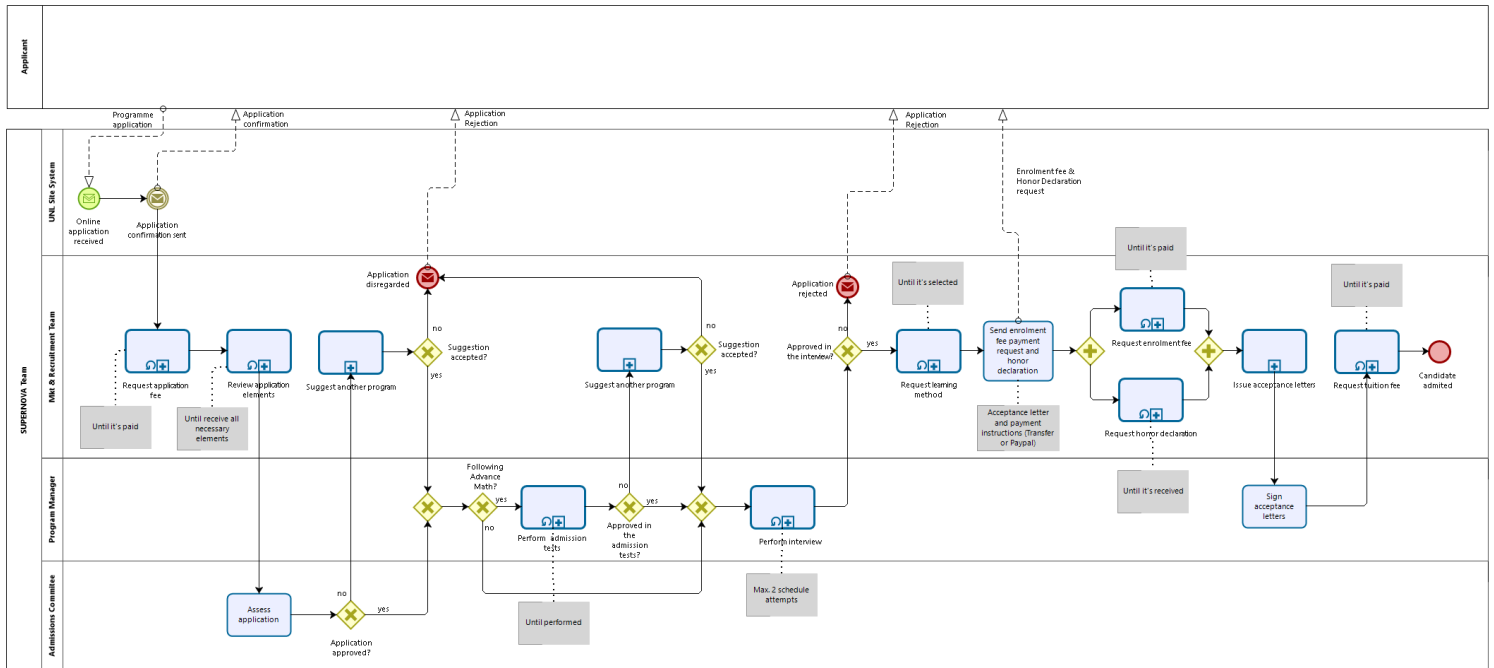 Applicant
Programme
application
Application
confirmation
Application
Rejection
Application
Rejection
SUPERNOVA Team
UNL Site System
Online
application
received
Application
confirmation sent
Enrolment fee &
Honor Declaration
request
Mkt & Recruitment Team
Until it's paid
Application
disregarded
Application
rejected
Until it's selected
Until it's paid
no
Suggestion
accepted?
yes
no
Suggestion
accepted?
yes
no
Approved in
the interview?
yes
Send enrolment
fee payment
request and
honor
declaration
Request enrolment fee
Request application
fee
Review application
elements
Suggest another program
Suggest another program
Request learning
method
Issue acceptance letters
Request tuition fee
Candidate
admited
Until it's paid
Until receive all
necessary
elements
Acceptance letter
and payment
instructions (Transfer
or Paypal)
Request honor declaration
Until it's received
Program Manager
Following
Advance
Math?
yes
no
Perform admission
tests
no
yes
Approved in
the
admission
tests?
Perform interview
Sign
acceptance
letters
Admissions Commitee
Assess
application
no
yes
Application
approved?
Until performed
Max. 2 schedule
attempts